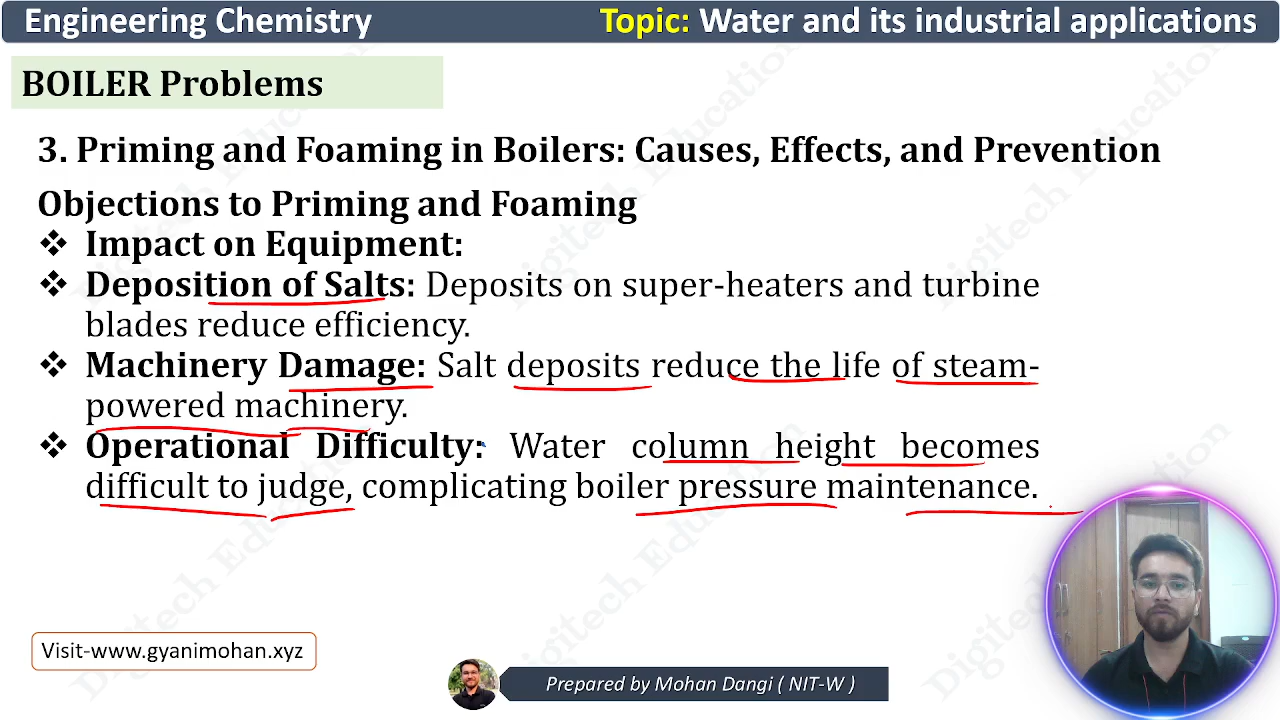 Engineering Chemistry
Topic: Water and its industrial applications
BOILER Problems
3. Priming and Foaming in Boilers: Causes, Effects, and Prevention
Objections to Priming and Foaming
❖ Impact on Equipment:
❖ Deposition of Salts: Deposits on super-heaters and turbine
blades reduce efficiency.
❖ Machinery Damage: Salt deposits reduce the life of steam-
powered machinery.
❖ Operational Difficulty: Water column height becomes
difficult to judge, complicating boiler pressure maintenance.
Visit-www.gyanimohan.xyz
Prepared by Mohan Dangi ( NIT-W )
Digitech Education